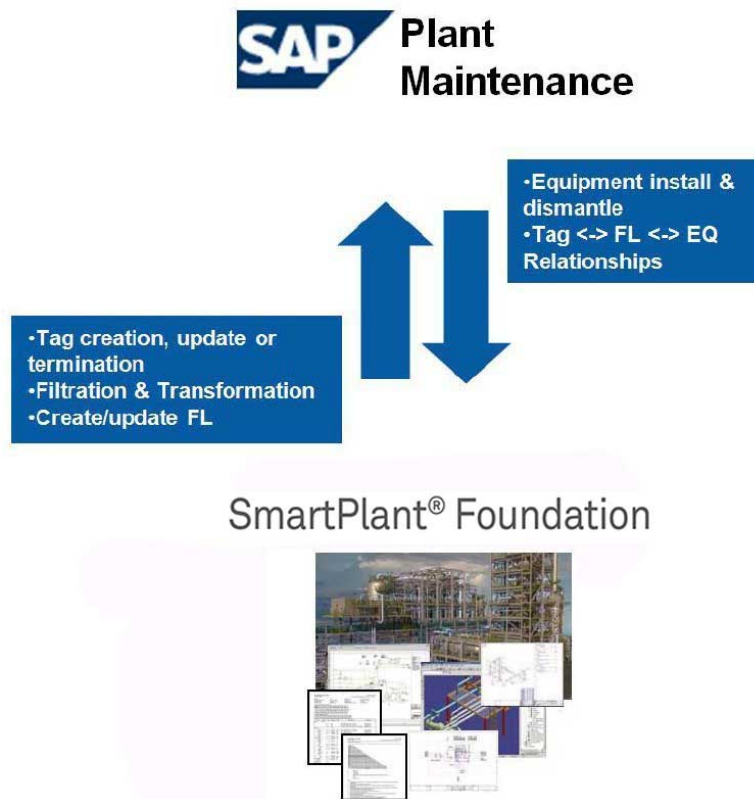 SAP
Plant
Maintenance
•Equipment install &
dismantle
•Tag <-> FL <-> EQ
Relationships
•Tag creation, update or
termination
•Filtration & Transformation
•Create/update FL
SmartPlant® Foundation